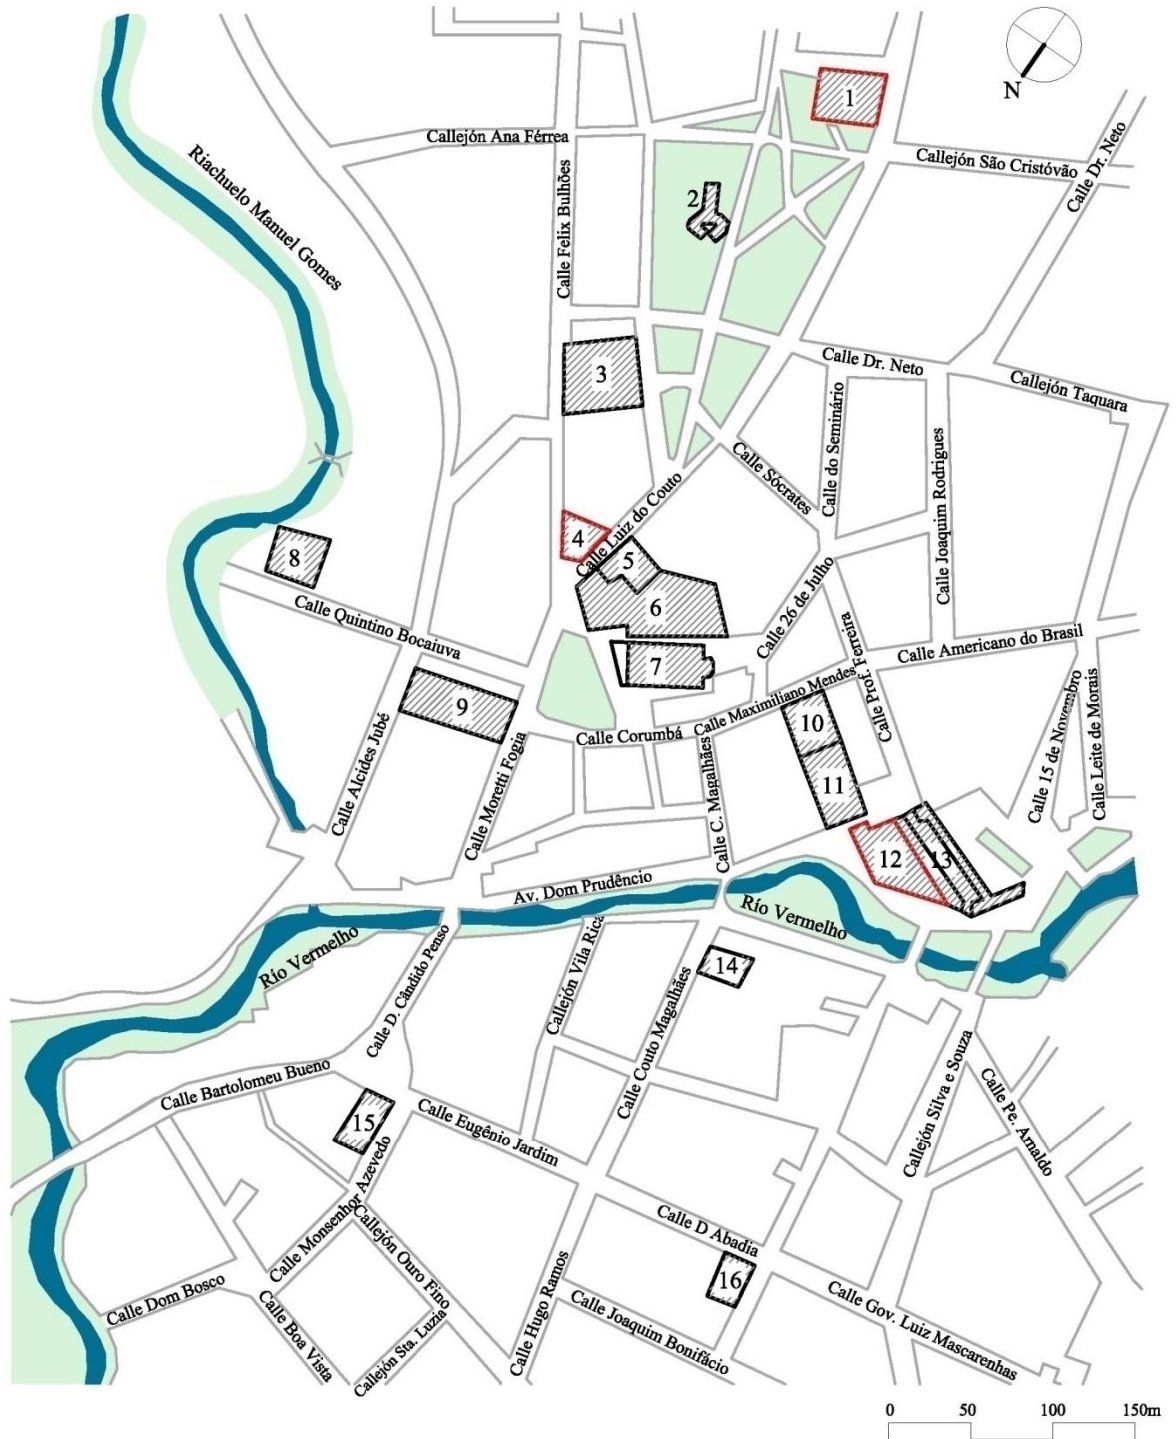 N
1
Callejón Ana Férrea
Callejón São Cristóvão
Calle Dr. Neto
Riachuelo Manuel Gomes
Calle Felix Bulhões
2
3
Calle Dr. Neto
Callejón Taquara
Calle do Seminário
Calle Joaquim Rodrigues
Calle Sócrates
Calle Luiz do Couto
4
5
8
6
Calle 26 de Julho
Calle Quintino Bocaiuva
Calle Prof. Ferreira
Calle Americano do Brasil
7
9
Calle Maximiliano Mendes
10
Calle Corumbá
Calle 15 de Novembro
Calle Leite de Morais
Calle Alcides Jubé
Calle Moretti Fogia
Calle C. Magalhães
11
12
13
Av. Dom Prudêncio
Río Vermelho
Río Vermelho
Calle D. Cândido Penso
Callejón Vila Rica
14
Calle Couto Magalhães
Calle Bartolomeu Bueno
15
Calle Eugênio Jardim
Callejón Silva e Souza
Calle Pe. Arnaldo
Calle Monsenhor Azevedo
Callejón Ouro Fino
Calle D Abadia
16
Calle Dom Bosco
Calle Boa Vista
Callejón Sta. Luzia
Calle Hugo Ramos
Calle Joaquim Bonifácio
Calle Gov. Luiz Mascarenhas
0 50 100 150m